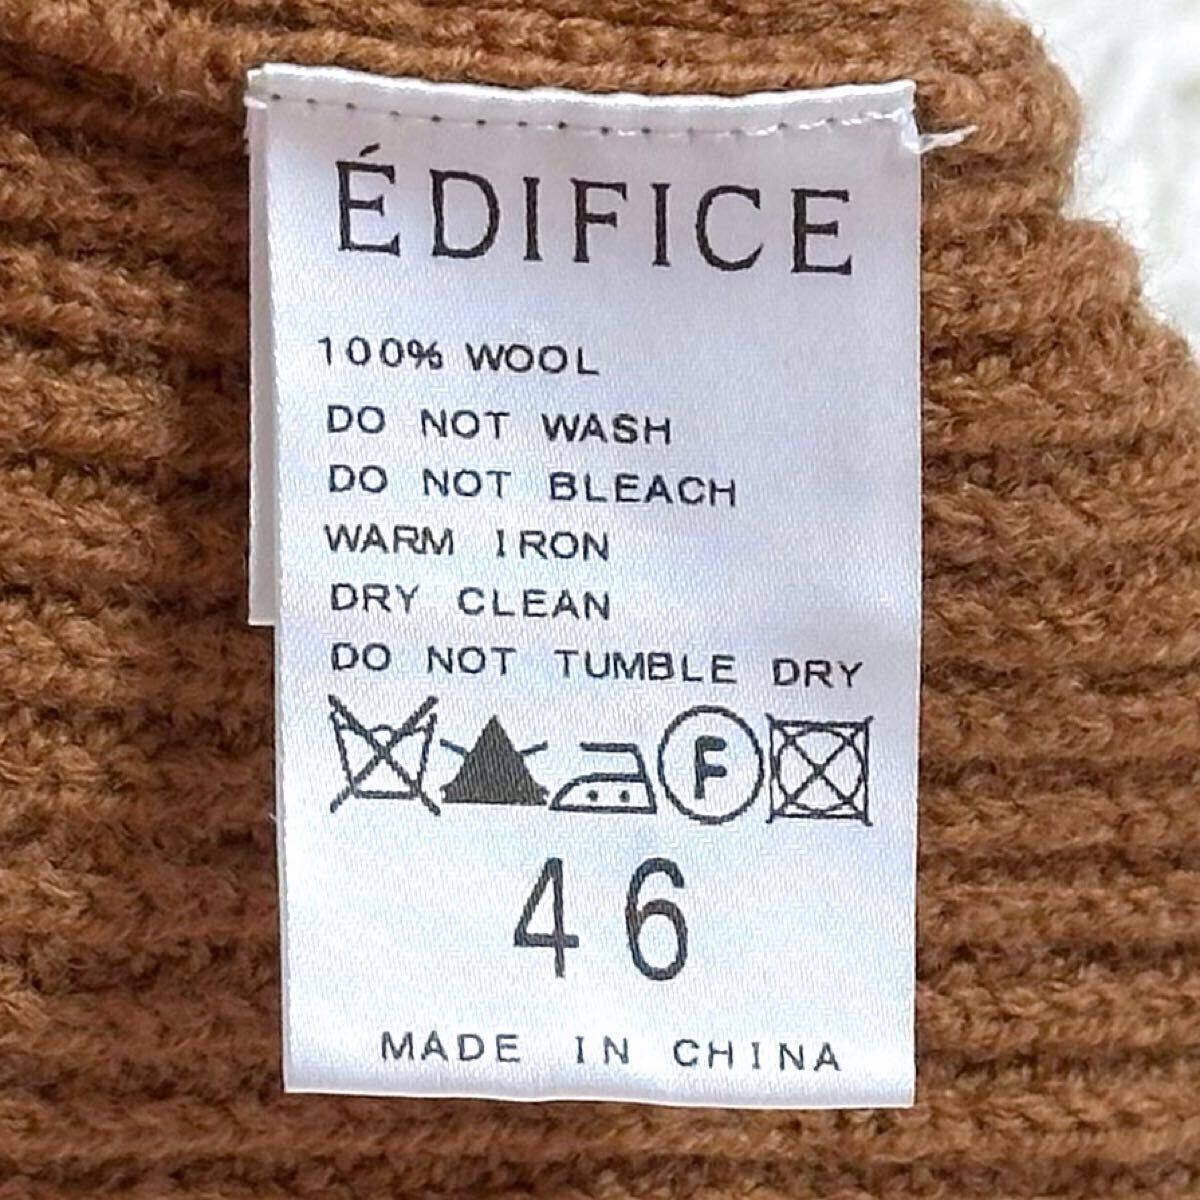 ÉDIFICE
100% WOOL
DO NOT WASH
DO NOT BLEACH
WARM IRON
DRY CLEAN
DO NOT TUMBLE DRY
F
46
MADE IN CHINA